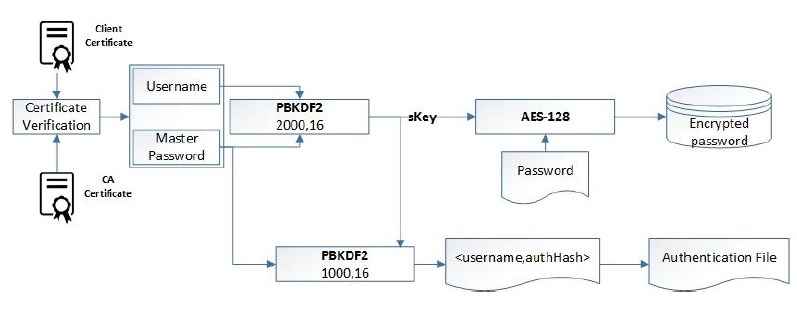 Client
Certificate
Certificate
Verification
CA
Certificate
Username
Master
Password
PBKDF2
2000,16
sKey
AES-128
Password
Encrypted
password
PBKDF2
1000,16
<username,authHash>
Authentication File